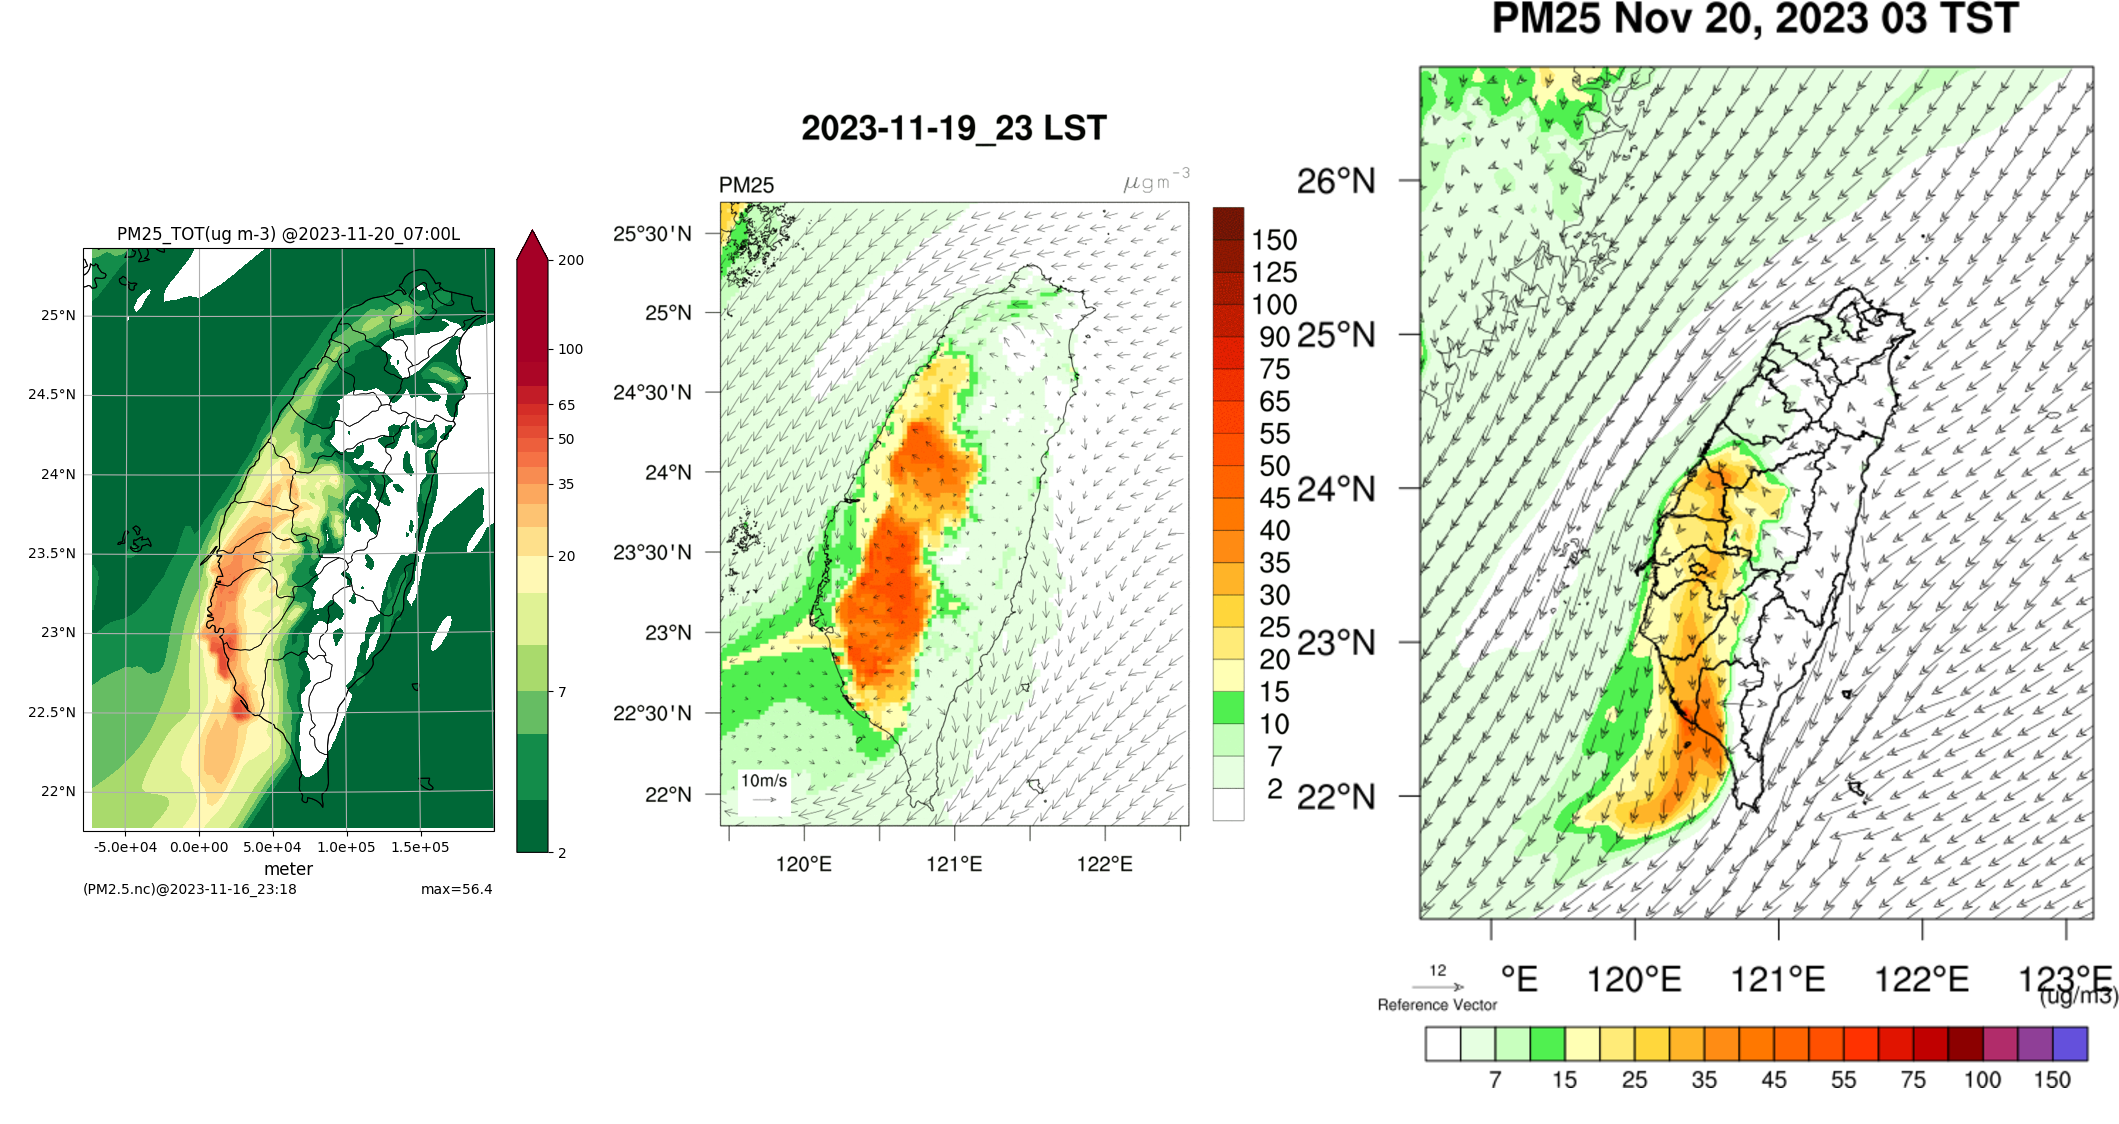 PM25_TOT(ug m-3) @2023-11-20_07:00L
25°N
24.5°N
24°N
23.5°N
23°N
22.5°N
22°N
-5.0e+04 0.0e+00 5.0e+04 1.0e+05 1.5e+05
meter
(PM2.5.nc)@2023-11-16_23:18 max=56.4
200
100
65
50
35
20
7
2
2023-11-19_23 LST
PM25 μgm⁻³
25°30'N
25°N
24°30'N
24°N
23°30'N
23°N
22°30'N
22°N
10m/s
120°E 121°E 122°E
150
125
100
90
75
65
55
50
45
40
35
30
25
20
15
10
7
2
PM25 Nov 20, 2023 03 TST
26°N
25°N
24°N
23°N
22°N
°E 120°E 121°E 122°E 123°E
12
Reference Vector
(ug/m3)
7 15 25 35 45 55 75 100 150